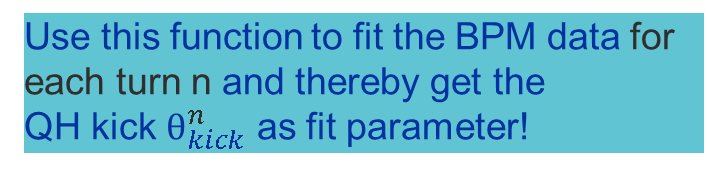 Use this function to fit the BPM data for
each turn n and thereby get the
QH kick θⁿ_kick as fit parameter!